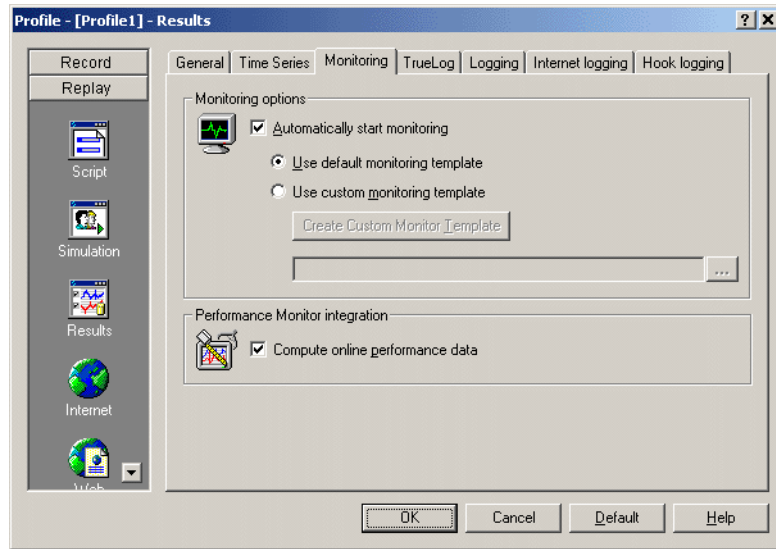 Profile - [Profile1] - Results
Record
Replay
Script
Simulation
Results
Internet
Web
General
Time Series
Monitoring
TrueLog
Logging
Internet logging
Hook logging
Monitoring options
Automatically start monitoring
Use default monitoring template
Use custom monitoring template
Create Custom Monitor Template
...
Performance Monitor integration
Compute online performance data
OK
Cancel
Default
Help